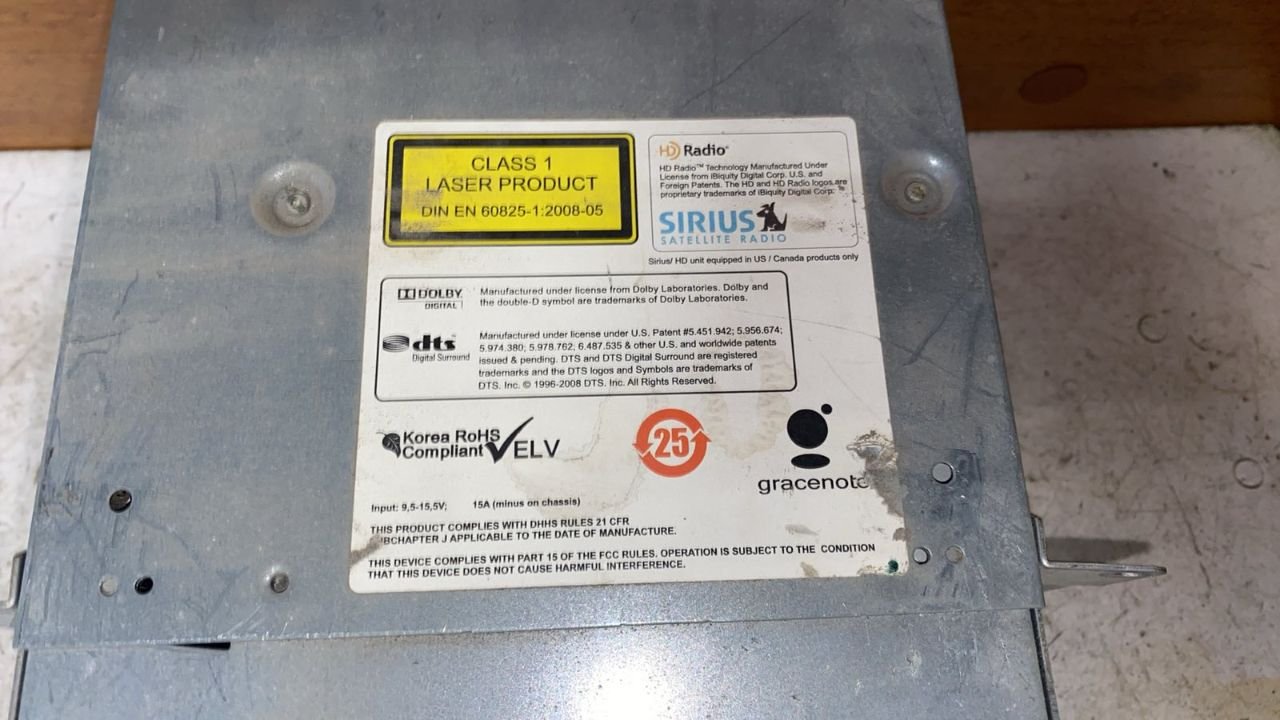 CLASS 1
LASER PRODUCT
DIN EN 60825-1:2008-05
HD Radio®
HD Radio™ Technology Manufactured Under
License from iBiquity Digital Corp. U.S. and
Foreign Patents. The HD and HD Radio logos are
proprietary trademarks of iBiquity Digital Corp.
SIRIUS
SATELLITE RADIO
Sirius/ HD unit equipped in US / Canada products only
DOLBY
DIGITAL
Manufactured under license from Dolby Laboratories. Dolby and
the double-D symbol are trademarks of Dolby Laboratories.
dts
Digital Surround
Manufactured under license under U.S. Patent #5.451.942; 5.956.674;
5.974.380; 5.978.762; 6.487.535 & other U.S. and worldwide patents
issued & pending. DTS and DTS Digital Surround are registered
trademarks and the DTS logos and Symbols are trademarks of
DTS. Inc. © 1996-2008 DTS. Inc. All Rights Reserved.
Korea RoHS
Compliant
ELV
25
gracenote
Input: 9,5-15,5V; 15A (minus on chassis)
THIS PRODUCT COMPLIES WITH DHHS RULES 21 CFR
UBCHAPTER J APPLICABLE TO THE DATE OF MANUFACTURE.
THIS DEVICE COMPLIES WITH PART 15 OF THE FCC RULES. OPERATION IS SUBJECT TO THE CONDITION
THAT THIS DEVICE DOES NOT CAUSE HARMFUL INTERFERENCE.